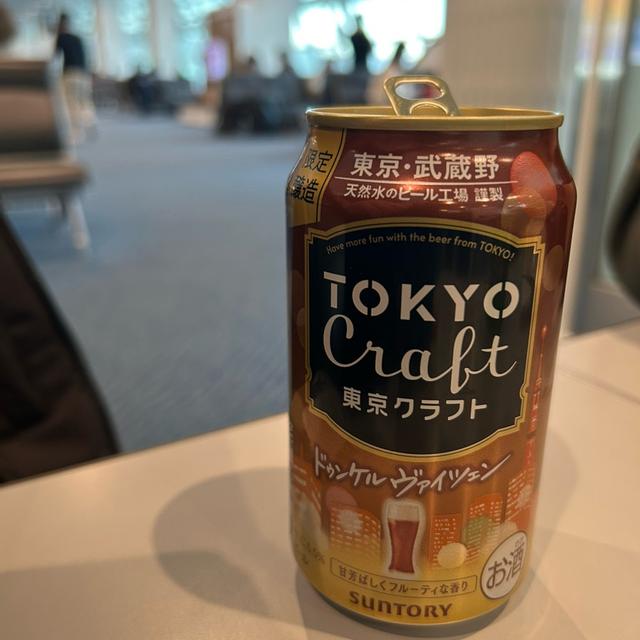 限定
醸造
東京・武蔵野
天然水のビール工場 謹製
Have more fun with the beer from TOKYO!
TOKYO
Craft
東京クラフト
ドゥンケル ヴァイツェン
お酒
甘芳ばしくフルーティな香り
SUNTORY